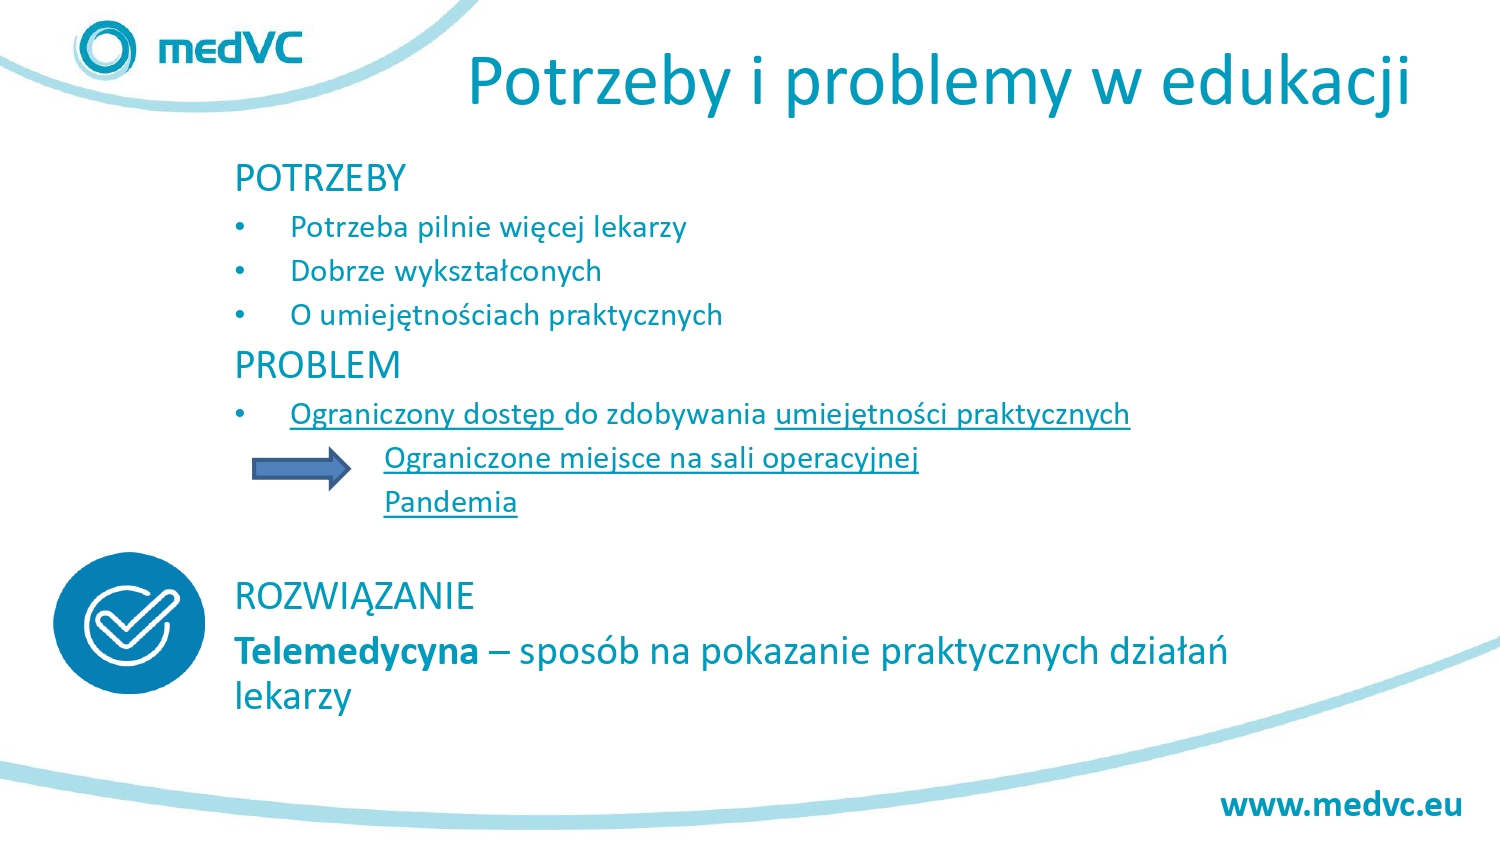 medVC
Potrzeby i problemy w edukacji
POTRZEBY
• Potrzeba pilnie więcej lekarzy
• Dobrze wykształconych
• O umiejętnościach praktycznych
PROBLEM
• Ograniczony dostęp do zdobywania umiejętności praktycznych
Ograniczone miejsce na sali operacyjnej
Pandemia
ROZWIĄZANIE
Telemedycyna – sposób na pokazanie praktycznych działań
lekarzy
www.medvc.eu